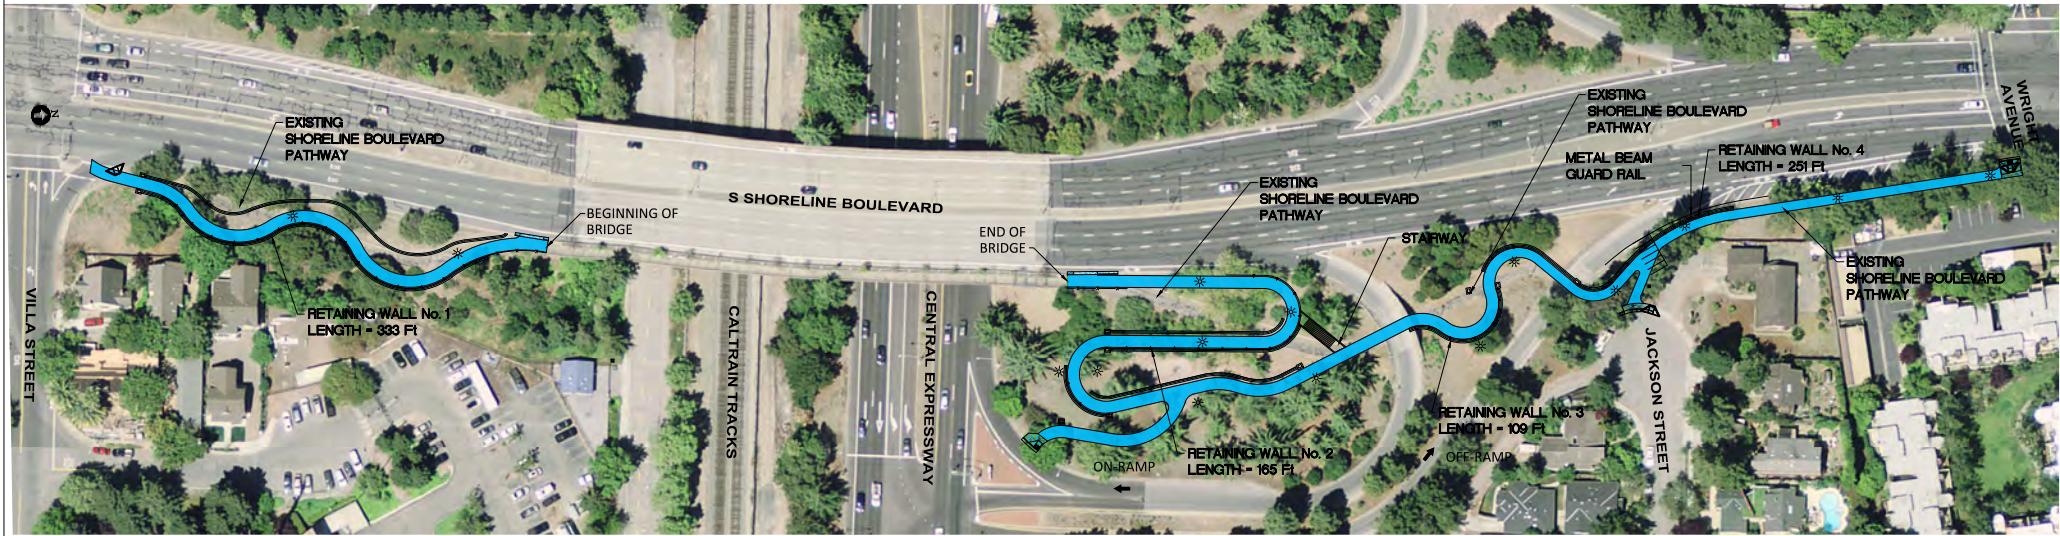 N
EXISTING
SHORELINE BOULEVARD
PATHWAY
RETAINING WALL No. 1
LENGTH = 333 Ft
VILLA STREET
BEGINNING OF
BRIDGE
S SHORELINE BOULEVARD
CALTRAIN TRACKS
CENTRAL EXPRESSWAY
END OF
BRIDGE
EXISTING
SHORELINE BOULEVARD
PATHWAY
STAIRWAY
RETAINING WALL No. 2
LENGTH = 165 Ft
ON-RAMP
EXISTING
SHORELINE BOULEVARD
PATHWAY
METAL BEAM
GUARD RAIL
RETAINING WALL No. 4
LENGTH = 251 Ft
RETAINING WALL No. 3
LENGTH = 109 Ft
OFF-RAMP
JACKSON STREET
EXISTING
SHORELINE BOULEVARD
PATHWAY
WRIGHT
AVENUE